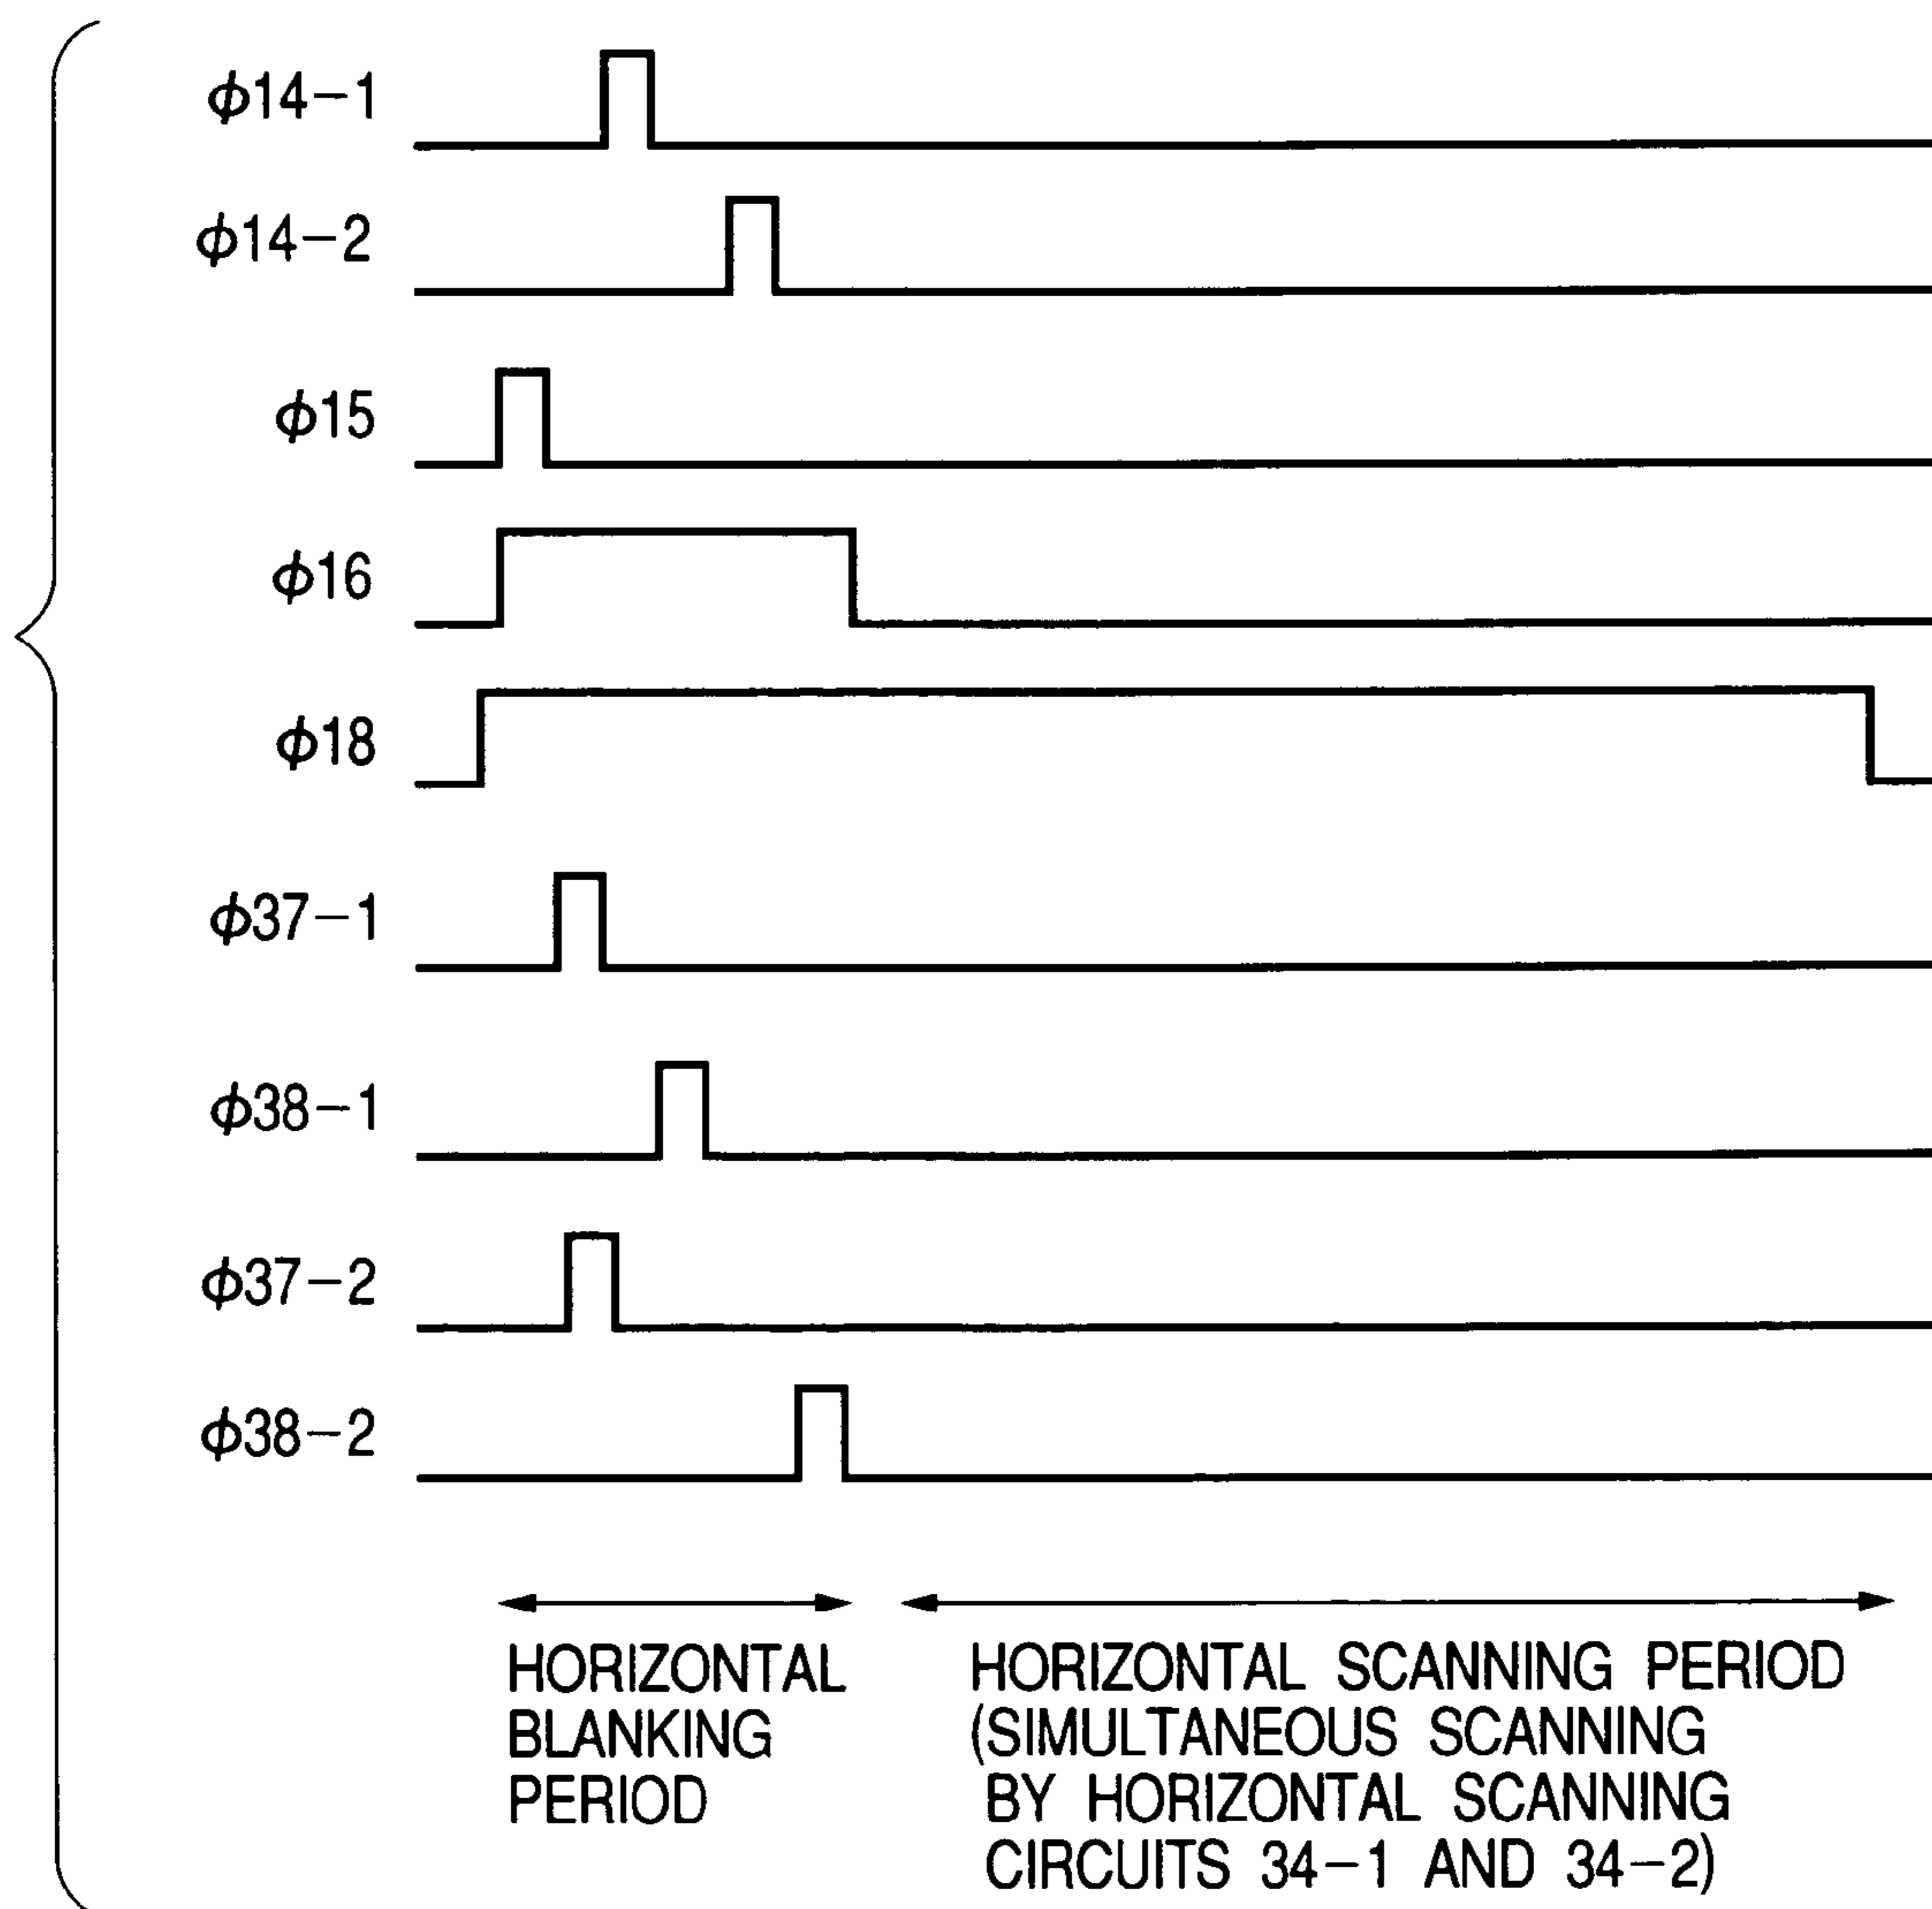 ϕ14−1
ϕ14−2
ϕ15
ϕ16
ϕ18
ϕ37−1
ϕ38−1
ϕ37−2
ϕ38−2
HORIZONTAL
BLANKING
PERIOD
HORIZONTAL SCANNING PERIOD
(SIMULTANEOUS SCANNING
BY HORIZONTAL SCANNING
CIRCUITS 34−1 AND 34−2)